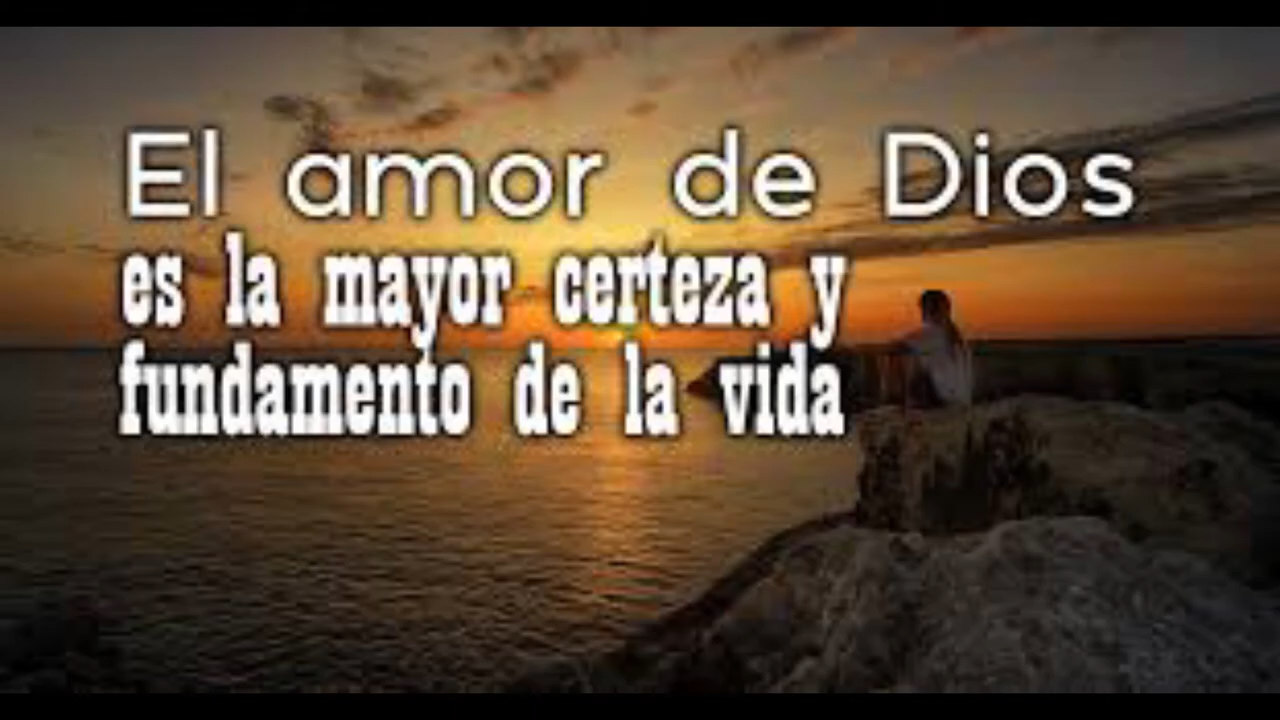 El amor de Dios
es la mayor certeza y
fundamento de la vida